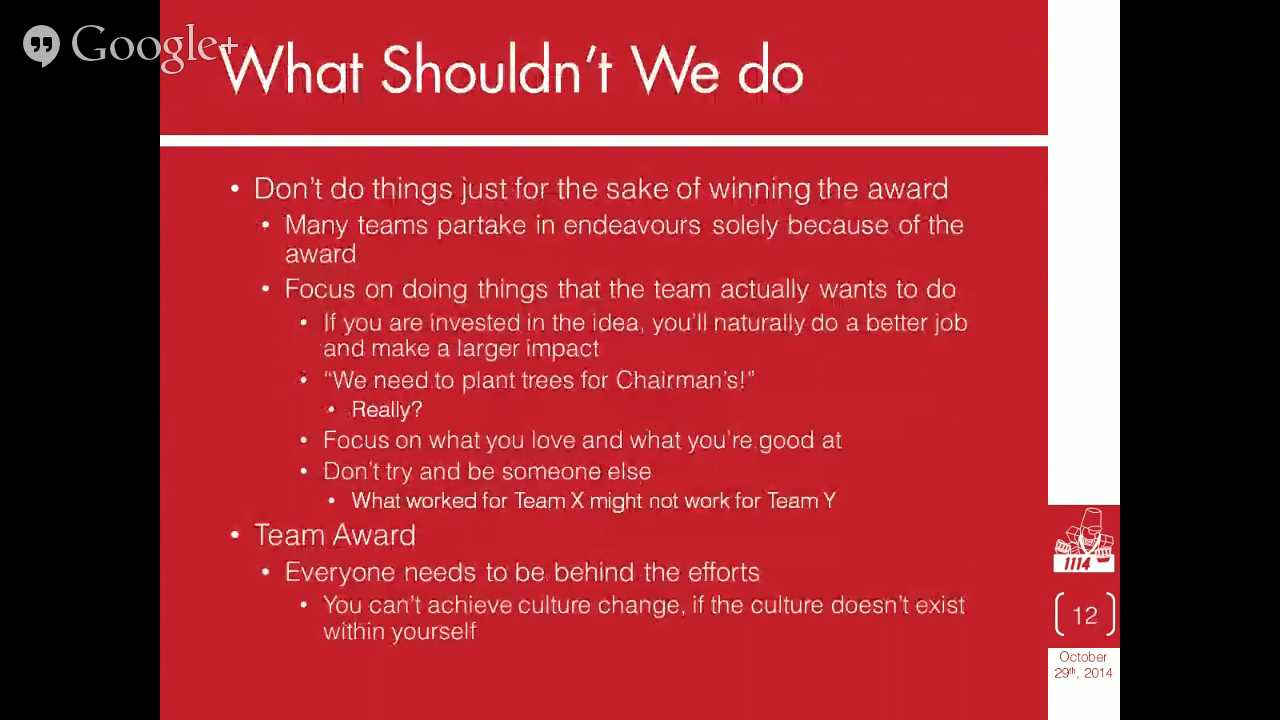 Google+
What Shouldn't We do
• Don't do things just for the sake of winning the award
• Many teams partake in endeavours solely because of the
award
• Focus on doing things that the team actually wants to do
• If you are invested in the idea, you'll naturally do a better job
and make a larger impact
• “We need to plant trees for Chairman's!”
• Really?
• Focus on what you love and what you're good at
• Don't try and be someone else
• What worked for Team X might not work for Team Y
• Team Award
• Everyone needs to be behind the efforts
• You can't achieve culture change, if the culture doesn't exist
within yourself
1114
12
October
29th, 2014